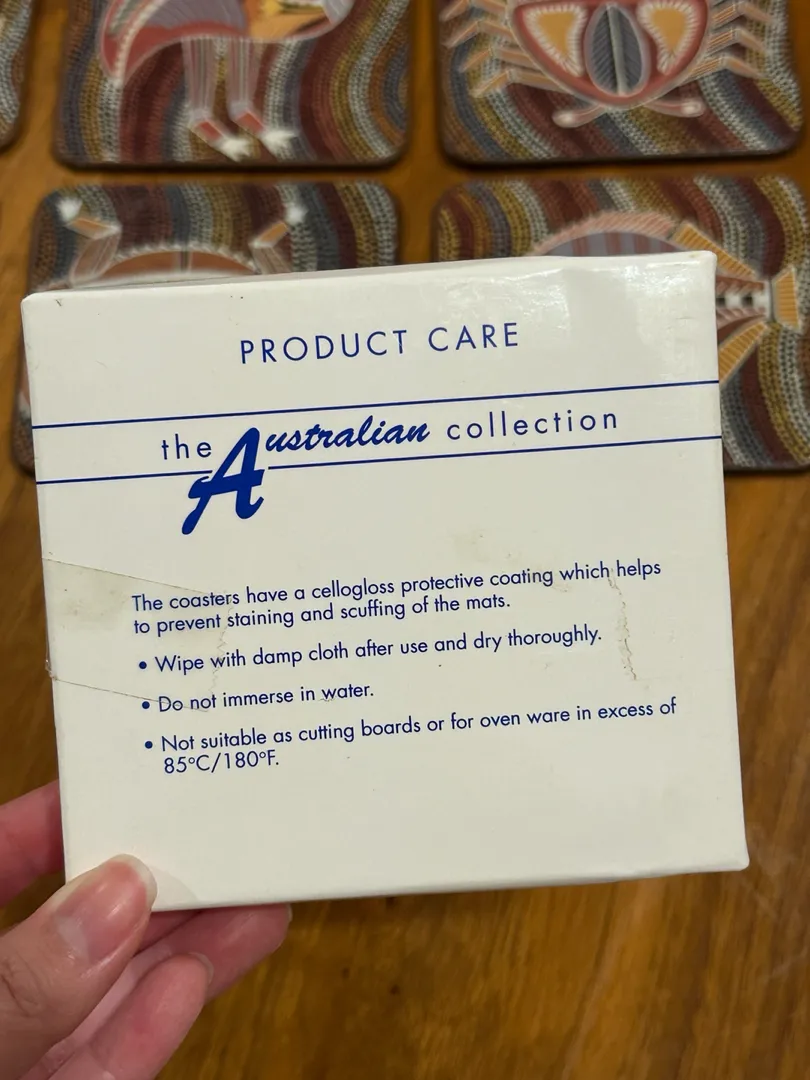 PRODUCT CARE
the Australian collection
The coasters have a cellogloss protective coating which helps
to prevent staining and scuffing of the mats.
• Wipe with damp cloth after use and dry thoroughly.
• Do not immerse in water.
• Not suitable as cutting boards or for oven ware in excess of
85°C/180°F.